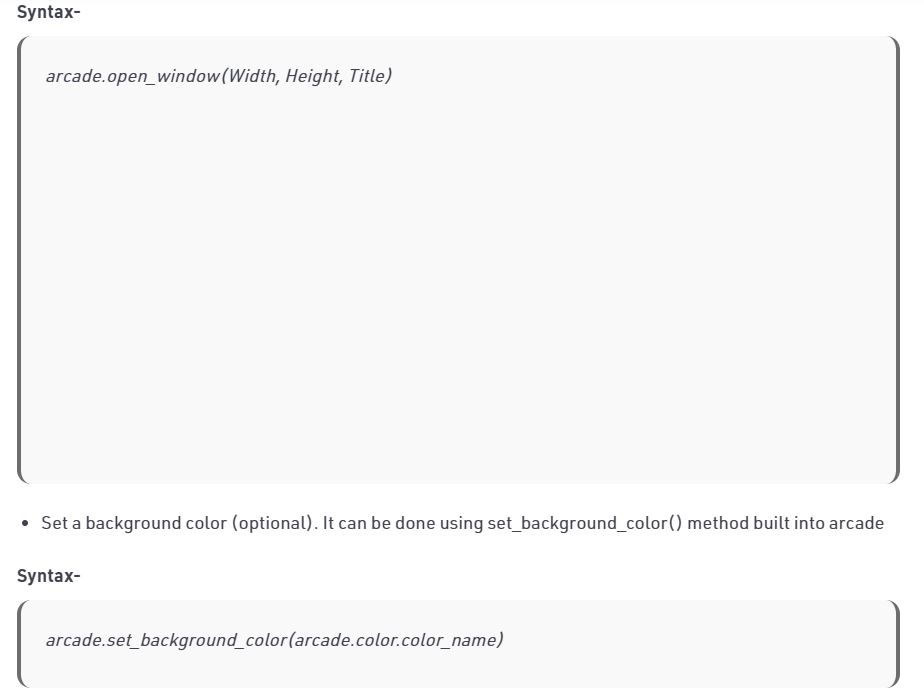 Syntax-
arcade.open_window(Width, Height, Title)
• Set a background color (optional). It can be done using set_background_color() method built into arcade
Syntax-
arcade.set_background_color(arcade.color.color_name)